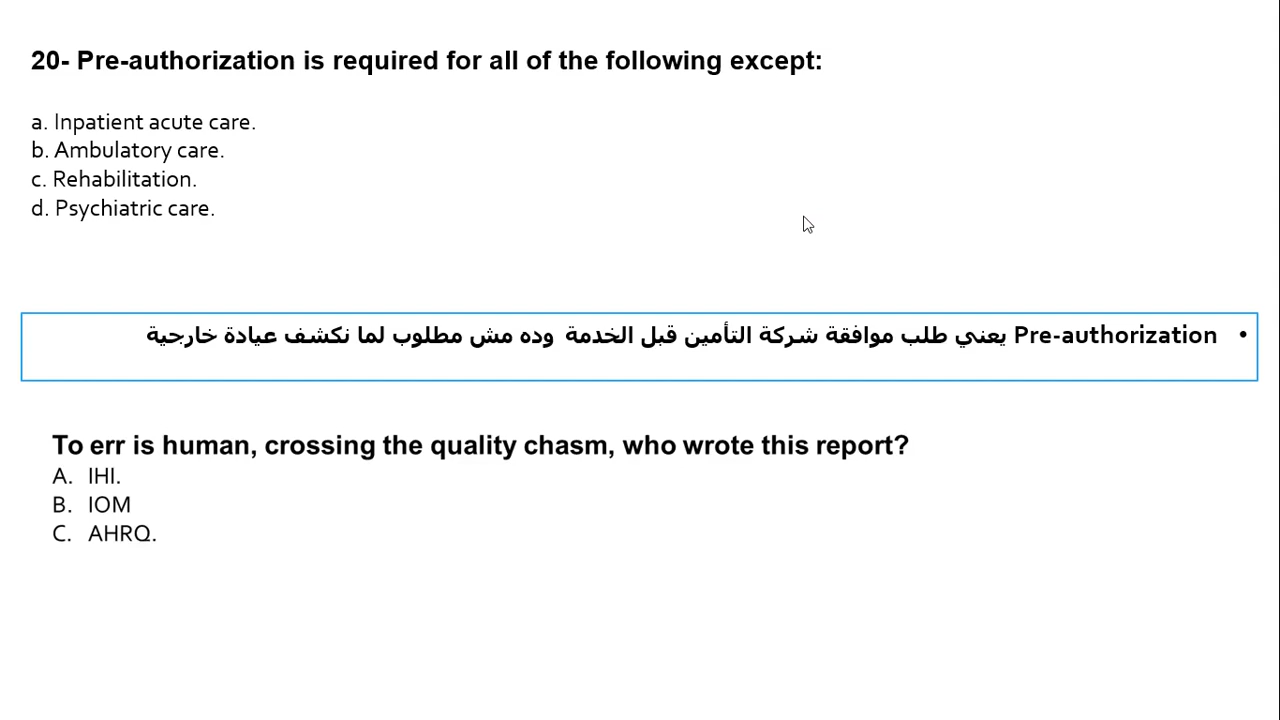 20- Pre-authorization is required for all of the following except:
a. Inpatient acute care.
b. Ambulatory care.
c. Rehabilitation.
d. Psychiatric care.
• Pre-authorization يعني طلب موافقة شركة التأمين قبل الخدمة وده مش مطلوب لما نكشف عيادة خارجية
To err is human, crossing the quality chasm, who wrote this report?
A. IHI.
B. IOM
C. AHRQ.